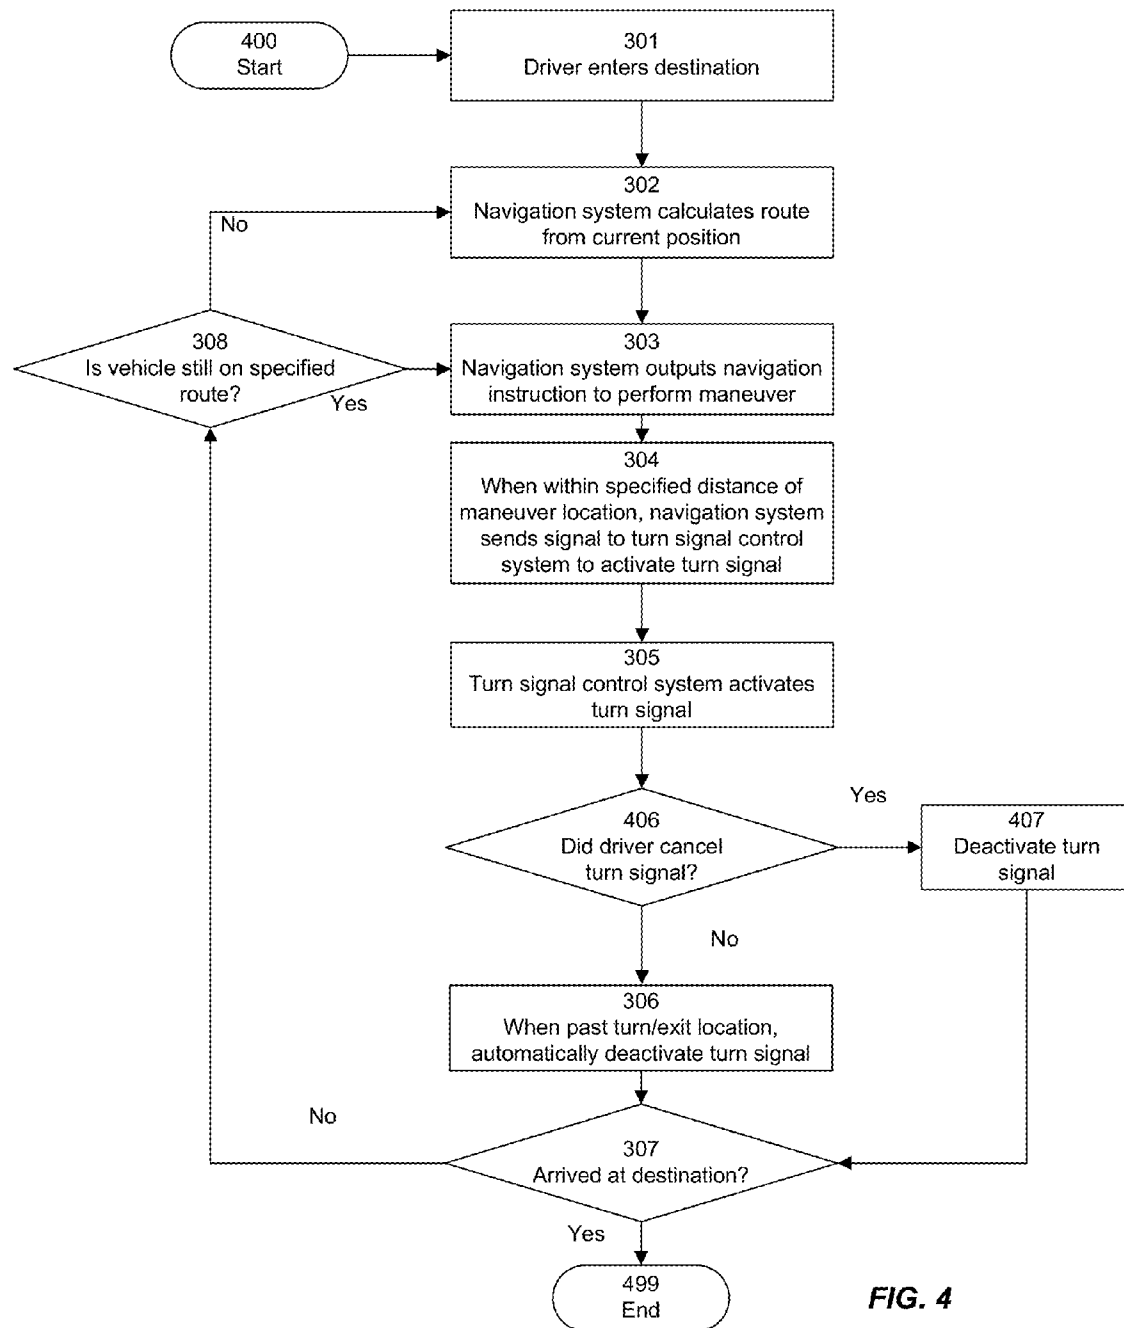 400
Start
301
Driver enters destination
302
Navigation system calculates route
from current position
No
308
Is vehicle still on specified
route?
Yes
303
Navigation system outputs navigation
instruction to perform maneuver
304
When within specified distance of
maneuver location, navigation system
sends signal to turn signal control
system to activate turn signal
305
Turn signal control system activates
turn signal
406
Did driver cancel
turn signal?
Yes
407
Deactivate turn
signal
No
306
When past turn/exit location,
automatically deactivate turn signal
No
307
Arrived at destination?
Yes
499
End
FIG. 4